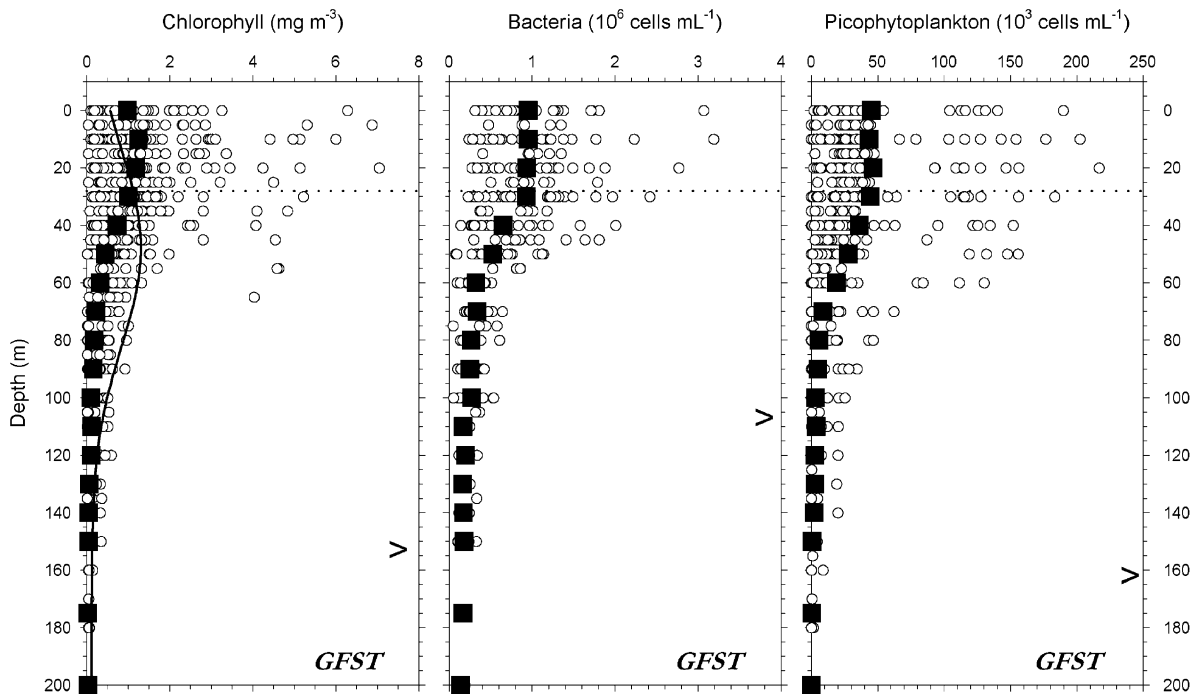 Chlorophyll (mg m⁻³) Bacteria (10⁶ cells mL⁻¹) Picophytoplankton (10³ cells mL⁻¹)
0 2 4 6 8 0 1 2 3 4 0 50 100 150 200 250
0 0
20 20
40 40
60 60
80 80
Depth (m)
100 100
>
120 120
140 140
>
160 > 160
180 180
GFST GFST GFST
200 200